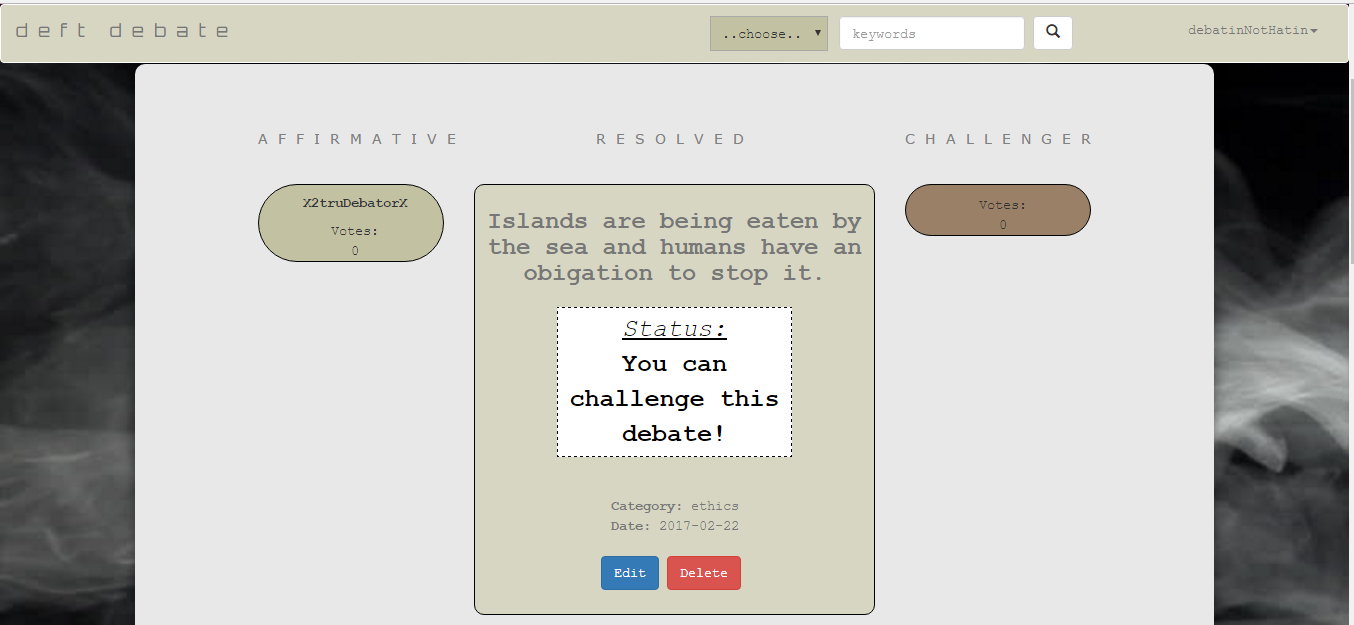 deft debate
..choose..
keywords
debatinNotHatin
AFFIRMATIVE
RESOLVED
CHALLENGER
X2truDebatorX
Votes:
0
Islands are being eaten by
the sea and humans have an
obigation to stop it.
Status:
You can
challenge this
debate!
Category: ethics
Date: 2017-02-22
Edit
Delete
Votes:
0